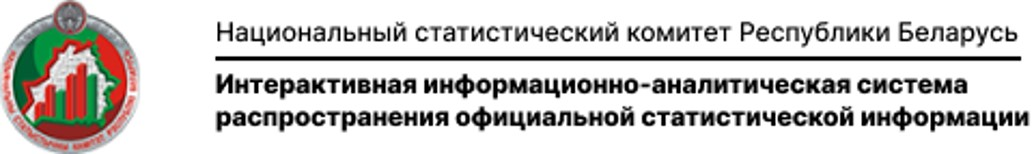 Национальный статистический комитет Республики Беларусь
Интерактивная информационно-аналитическая система
распространения официальной статистической информации